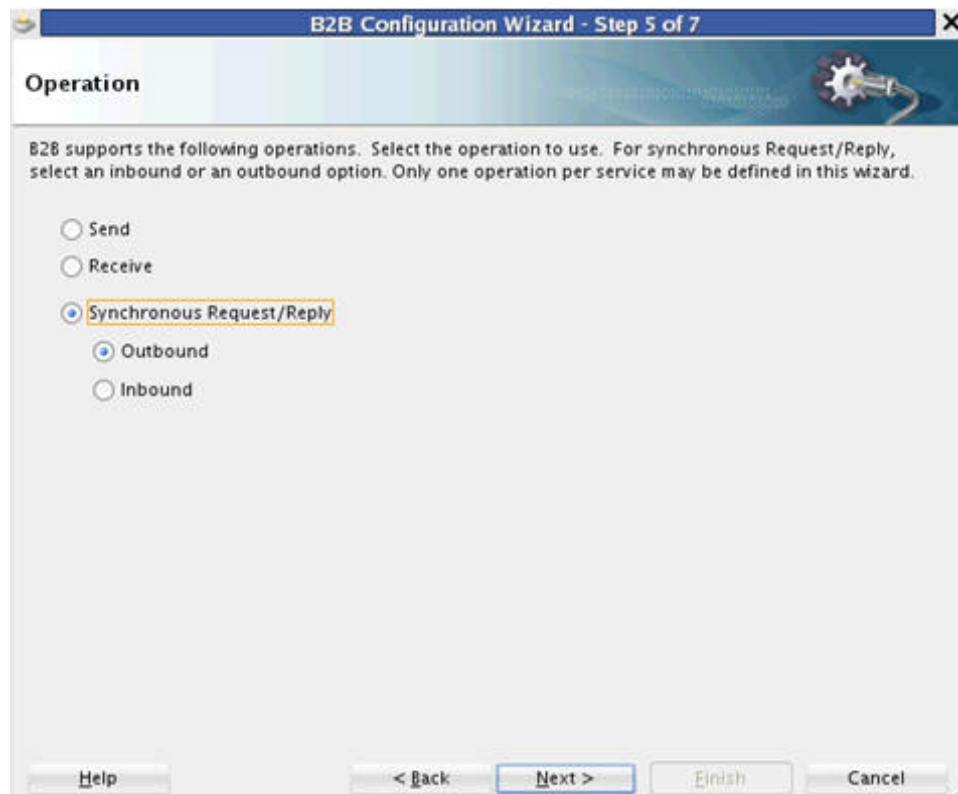 B2B Configuration Wizard - Step 5 of 7
Operation
B2B supports the following operations. Select the operation to use. For synchronous Request/Reply,
select an inbound or an outbound option. Only one operation per service may be defined in this wizard.
Send
Receive
Synchronous Request/Reply
Outbound
Inbound
Help
< Back
Next >
Finish
Cancel